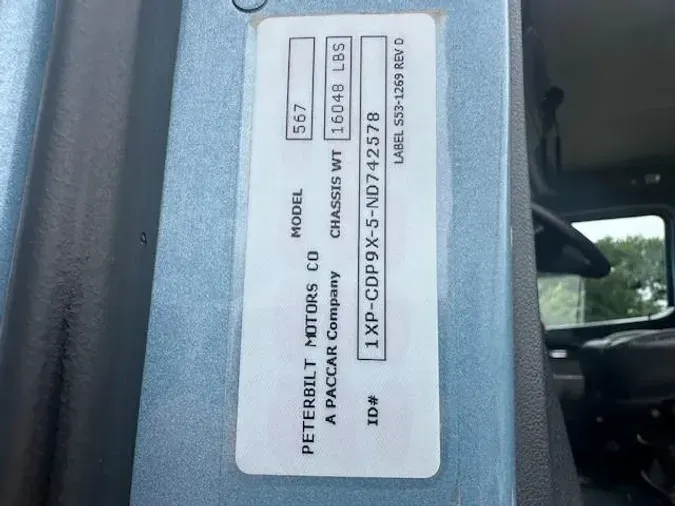 PETERBILT MOTORS CO MODEL 567
A PACCAR Company CHASSIS WT 16048 LBS
ID# 1XP-CDP9X-5-ND742578
LABEL S53-1269 REV D